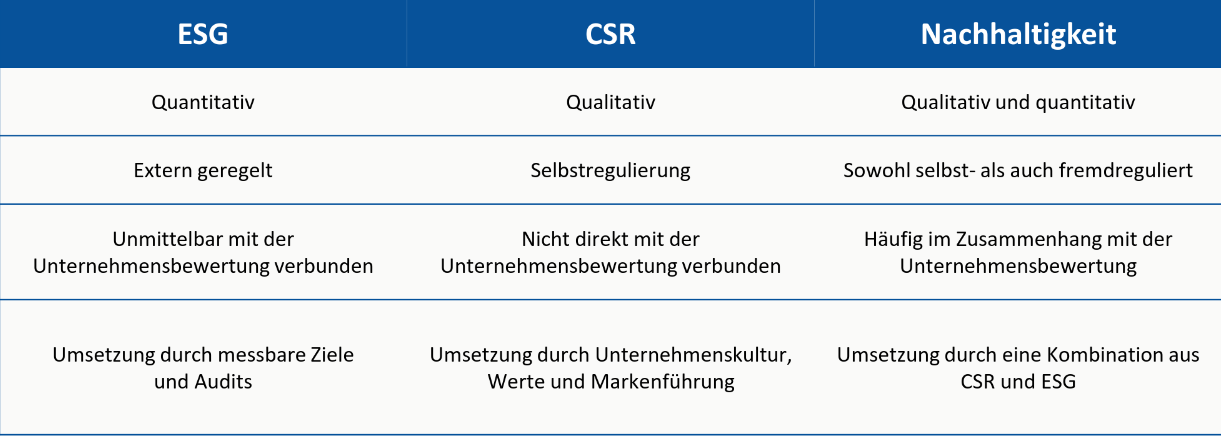 ESG CSR Nachhaltigkeit
Quantitativ Qualitativ Qualitativ und quantitativ
Extern geregelt Selbstregulierung Sowohl selbst- als auch fremdreguliert
Unmittelbar mit der
Unternehmensbewertung verbunden
Nicht direkt mit der
Unternehmensbewertung verbunden
Häufig im Zusammenhang mit der
Unternehmensbewertung
Umsetzung durch messbare Ziele
und Audits
Umsetzung durch Unternehmenskultur,
Werte und Markenführung
Umsetzung durch eine Kombination aus
CSR und ESG